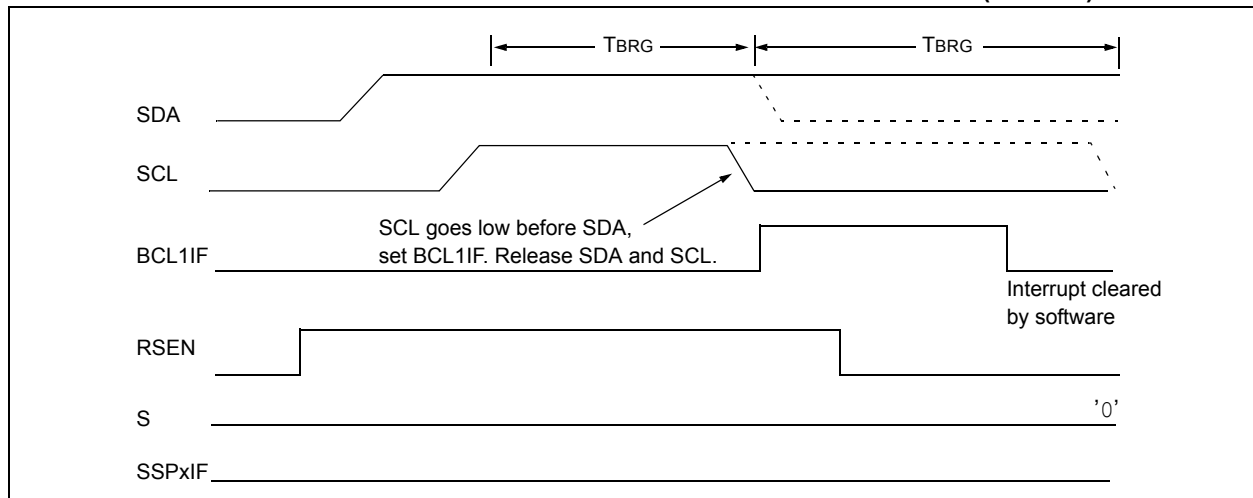 TBRG
TBRG
SDA
SCL
SCL goes low before SDA,
set BCL1IF. Release SDA and SCL.
BCL1IF
Interrupt cleared
by software
RSEN
S
'0'
SSPxIF